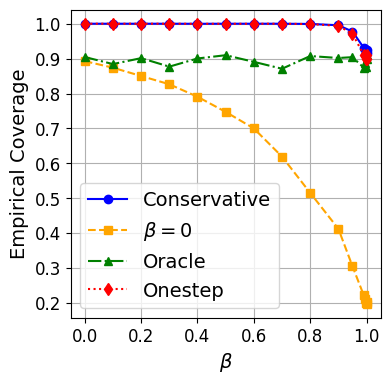 1.0
0.9
0.8
0.7
0.6
0.5
0.4
0.3
0.2
Empirical Coverage
Conservative
β = 0
Oracle
Onestep
0.0 0.2 0.4 0.6 0.8 1.0
β